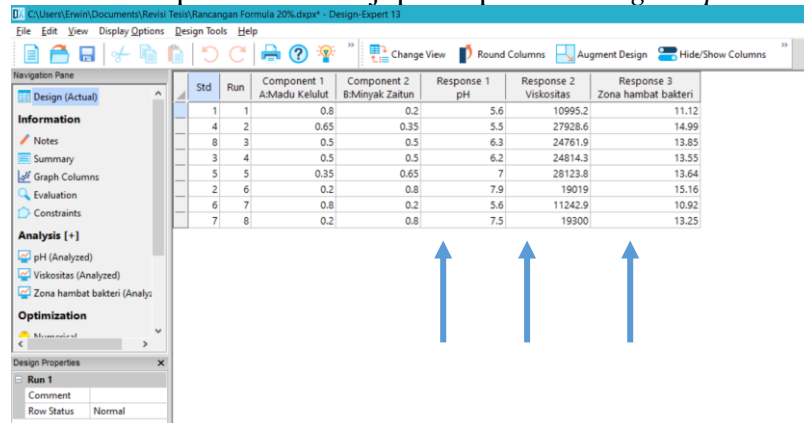 C:\Users\Erwin\Documents\Revisi Tesis\Rancangan Formula 20%.dxpx* - Design-Expert 13
File Edit View Display Options Design Tools Help
Change View Round Columns Augment Design Hide/Show Columns
Navigation Pane
Design (Actual)
Information
Notes
Summary
Graph Columns
Evaluation
Constraints
Analysis [+]
pH (Analyzed)
Viskositas (Analyzed)
Zona hambat bakteri (Analyz
Optimization
Design Properties
Run 1
Comment
Row Status Normal
Std Run Component 1 A:Madu Kelulut Component 2 B:Minyak Zaitun Response 1 pH Response 2 Viskositas Response 3 Zona hambat bakteri
1 1 0.8 0.2 5.6 10995.2 11.12
4 2 0.65 0.35 5.5 27928.6 14.99
8 3 0.5 0.5 6.3 24761.9 13.85
3 4 0.5 0.5 6.2 24814.3 13.55
5 5 0.35 0.65 7 28123.8 13.64
2 6 0.2 0.8 7.9 19019 15.16
6 7 0.8 0.2 5.6 11242.9 10.92
7 8 0.2 0.8 7.5 19300 13.25